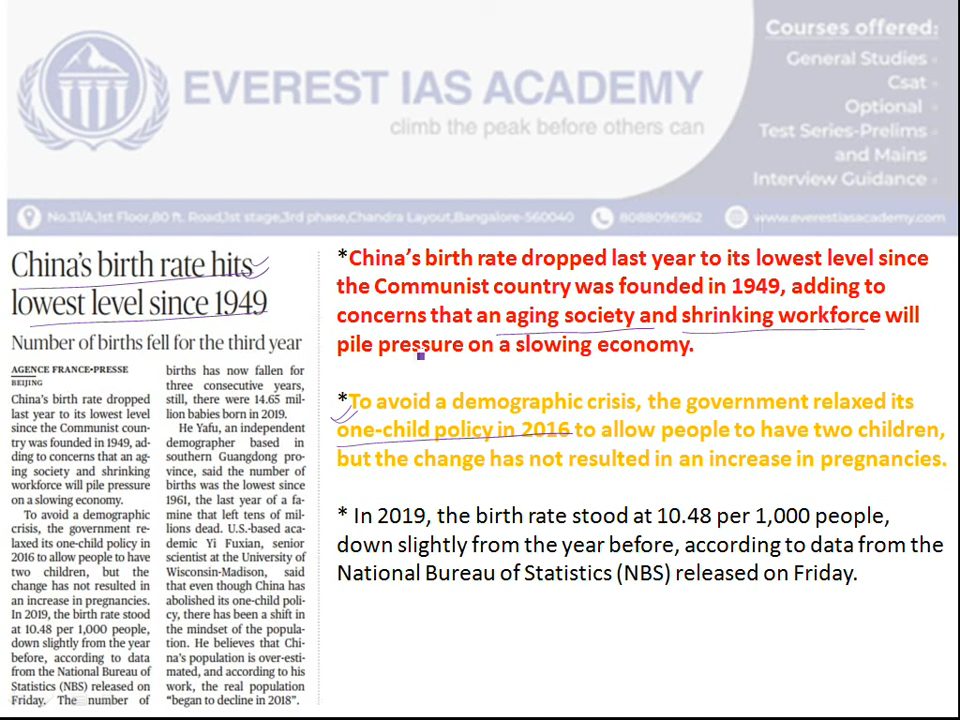 Courses offered:
General Studies
Csat
EVEREST IAS ACADEMY
Optional
climb the peak before others can
Test Series-Prelims
and Mains
Interview Guidance
No.31/A,1st Floor,80 ft. Road,1st stage,3rd phase,Chandra Layout,Bangalore-560040
8088096962
www.everestiasacademy.com
China's birth rate hits
lowest level since 1949
Number of births fell for the third year
AGENCE FRANCE-PRESSE
BEIJING
China's birth rate dropped
last year to its lowest level
since the Communist coun-
try was founded in 1949, ad-
ding to concerns that an ag-
ing society and shrinking
workforce will pile pressure
on a slowing economy.
To avoid a demographic
crisis, the government re-
laxed its one-child policy in
2016 to allow people to have
two children, but the
change has not resulted in
an increase in pregnancies.
In 2019, the birth rate stood
at 10.48 per 1,000 people,
down slightly from the year
before, according to data
from the National Bureau of
Statistics (NBS) released on
Friday. The number of
births has now fallen for
three consecutive years,
still, there were 14.65 mil-
lion babies born in 2019.
He Yafu, an independent
demographer based in
southern Guangdong pro-
vince, said the number of
births was the lowest since
1961, the last year of a fa-
mine that left tens of mil-
lions dead. U.S.-based aca-
demic Yi Fuxian, senior
scientist at the University of
Wisconsin-Madison, said
that even though China has
abolished its one-child poli-
cy, there has been a shift in
the mindset of the popula-
tion. He believes that Chi-
na's population is over-esti-
mated, and according to his
work, the real population
"began to decline in 2018".
*China's birth rate dropped last year to its lowest level since
the Communist country was founded in 1949, adding to
concerns that an aging society and shrinking workforce will
pile pressure on a slowing economy.
*To avoid a demographic crisis, the government relaxed its
one-child policy in 2016 to allow people to have two children,
but the change has not resulted in an increase in pregnancies.
* In 2019, the birth rate stood at 10.48 per 1,000 people,
down slightly from the year before, according to data from the
National Bureau of Statistics (NBS) released on Friday.